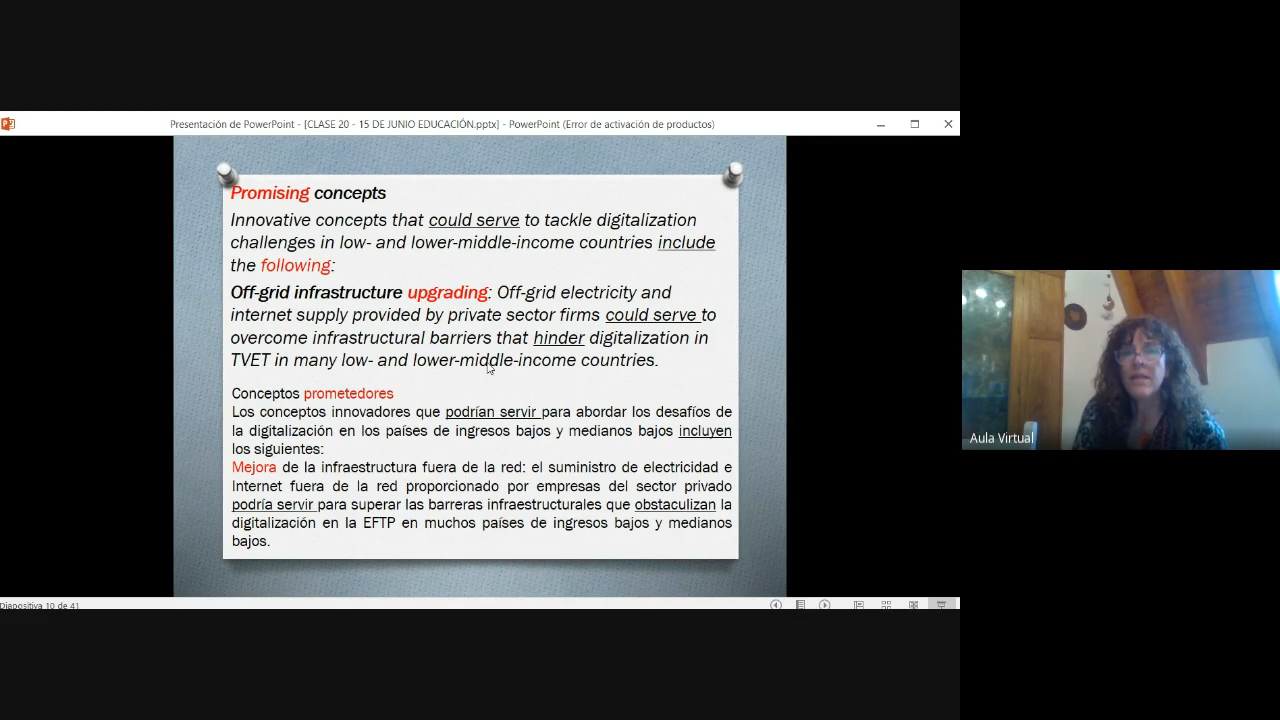 Presentación de PowerPoint - [CLASE 20 - 15 DE JUNIO EDUCACIÓN.pptx] - PowerPoint (Error de activación de productos)
Promising concepts
Innovative concepts that could serve to tackle digitalization
challenges in low- and lower-middle-income countries include
the following:
Off-grid infrastructure upgrading: Off-grid electricity and
internet supply provided by private sector firms could serve to
overcome infrastructural barriers that hinder digitalization in
TVET in many low- and lower-middle-income countries.
Conceptos prometedores
Los conceptos innovadores que podrían servir para abordar los desafíos de
la digitalización en los países de ingresos bajos y medianos bajos incluyen
los siguientes:
Mejora de la infraestructura fuera de la red: el suministro de electricidad e
Internet fuera de la red proporcionado por empresas del sector privado
podría servir para superar las barreras infraestructurales que obstaculizan la
digitalización en la EFTP en muchos países de ingresos bajos y medianos
bajos.
Aula Virtual
Diapositiva 10 de 41